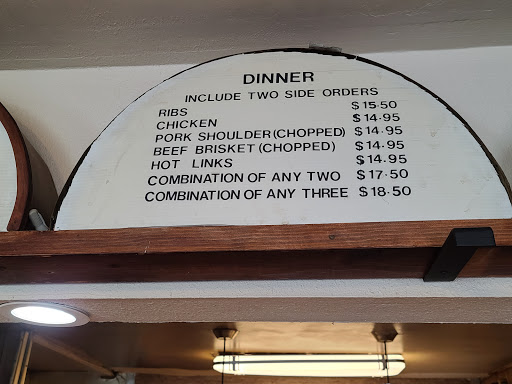 DINNER
INCLUDE TWO SIDE ORDERS
RIBS $15.50
CHICKEN $14.95
PORK SHOULDER (CHOPPED) $14.95
BEEF BRISKET (CHOPPED) $14.95
HOT LINKS $14.95
COMBINATION OF ANY TWO $17.50
COMBINATION OF ANY THREE $18.50